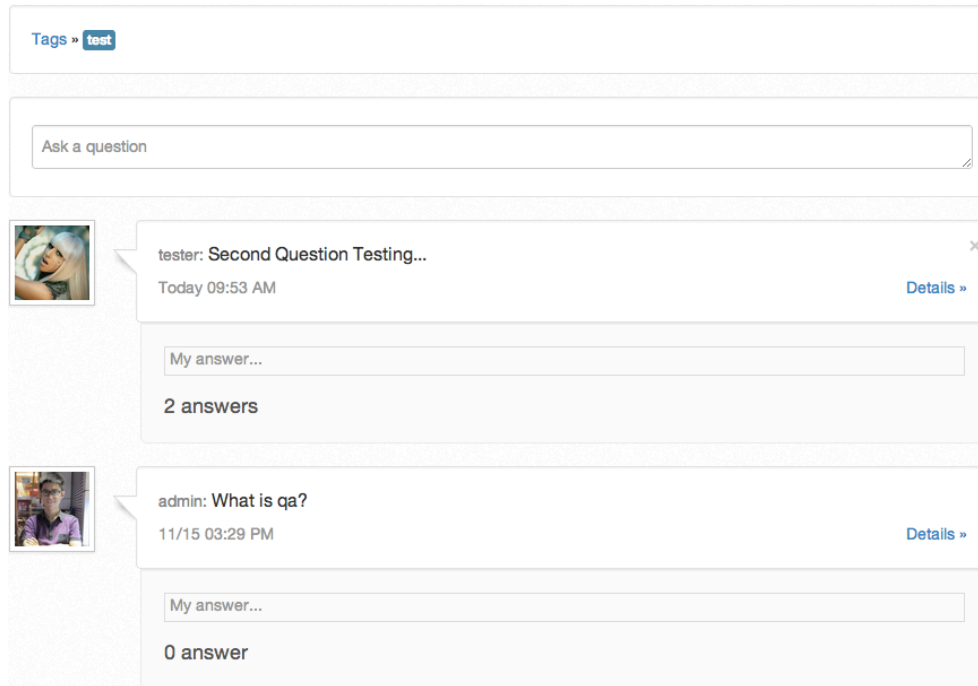 Tags » test
Ask a question
tester: Second Question Testing...
×
Today 09:53 AM
Details »
My answer...
2 answers
admin: What is qa?
11/15 03:29 PM
Details »
My answer...
0 answer